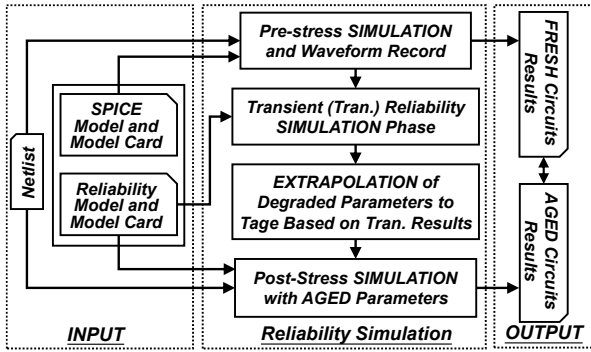 Netlist
SPICE
Model and
Model Card
Reliability
Model and
Model Card
INPUT
Pre-stress SIMULATION
and Waveform Record
Transient (Tran.) Reliability
SIMULATION Phase
EXTRAPOLATION of
Degraded Parameters to
Tage Based on Tran. Results
Post-Stress SIMULATION
with AGED Parameters
Reliability Simulation
FRESH Circuits
Results
AGED Circuits
Results
OUTPUT